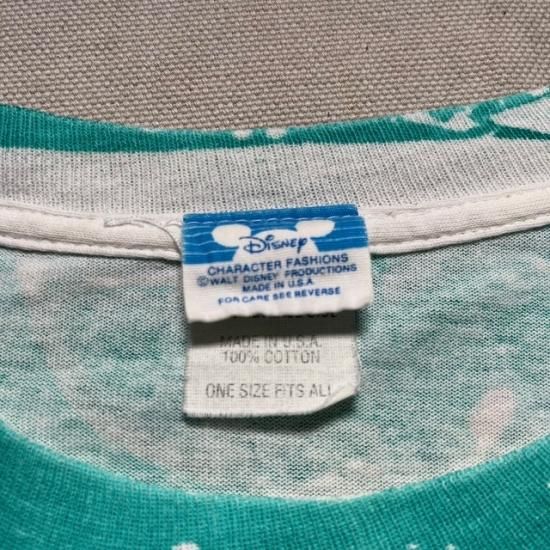 Disney
CHARACTER FASHIONS
©WALT DISNEY PRODUCTIONS
MADE IN U.S.A.
FOR CARE SEE REVERSE
MADE IN U.S.A.
100% COTTON
ONE SIZE FITS ALL